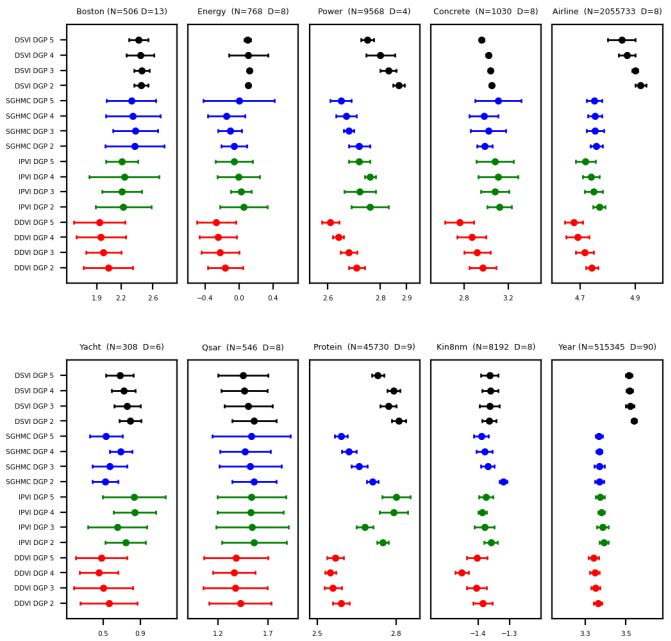 Boston (N=506 D=13)
Energy (N=768 D=8)
Power (N=9568 D=4)
Concrete (N=1030 D=8)
Airline (N=2055733 D=8)
DSVI DGP 5
DSVI DGP 4
DSVI DGP 3
DSVI DGP 2
SGHMC DGP 5
SGHMC DGP 4
SGHMC DGP 3
SGHMC DGP 2
IPVI DGP 5
IPVI DGP 4
IPVI DGP 3
IPVI DGP 2
DDVI DGP 5
DDVI DGP 4
DDVI DGP 3
DDVI DGP 2
1.9 2.2 2.6
−0.4 0.0 0.4
2.6 2.8 2.9
2.8 3.2
4.7 4.9
Yacht (N=308 D=6)
Qsar (N=546 D=8)
Protein (N=45730 D=9)
Kin8nm (N=8192 D=8)
Year (N=515345 D=90)
DSVI DGP 5
DSVI DGP 4
DSVI DGP 3
DSVI DGP 2
SGHMC DGP 5
SGHMC DGP 4
SGHMC DGP 3
SGHMC DGP 2
IPVI DGP 5
IPVI DGP 4
IPVI DGP 3
IPVI DGP 2
DDVI DGP 5
DDVI DGP 4
DDVI DGP 3
DDVI DGP 2
0.5 0.9
1.2 1.7
2.5 2.8
−1.4 −1.3
3.3 3.5